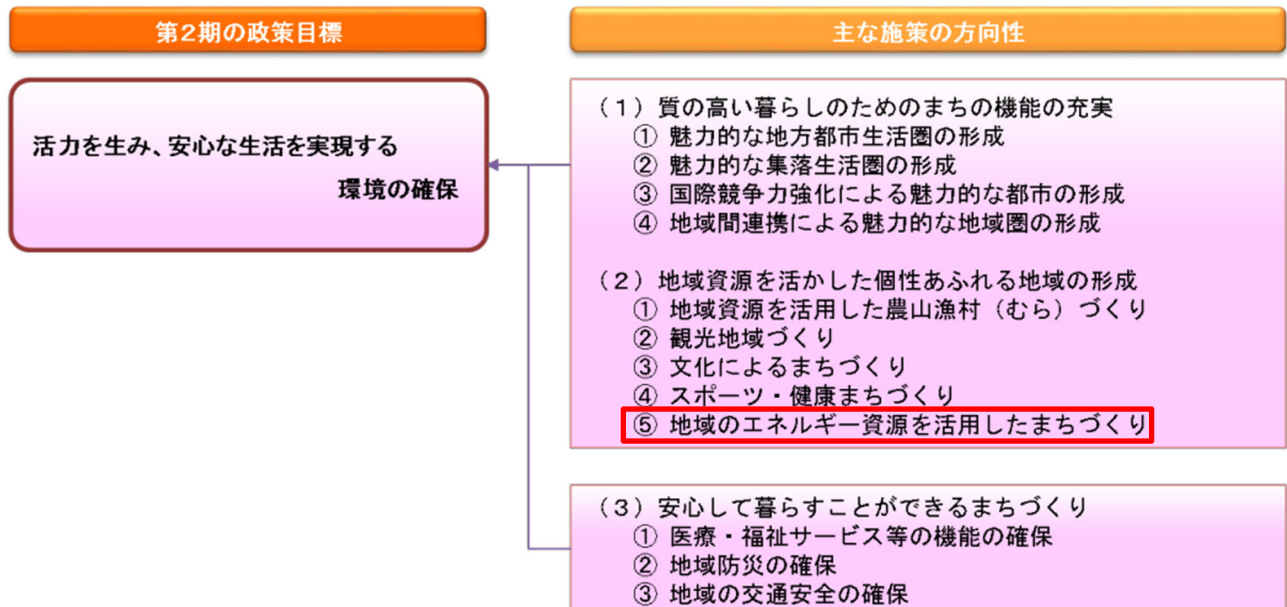 第2期の政策目標
主な施策の方向性
活力を生み、安心な生活を実現する
環境の確保
（1）質の高い暮らしのためのまちの機能の充実
① 魅力的な地方都市生活圏の形成
② 魅力的な集落生活圏の形成
③ 国際競争力強化による魅力的な都市の形成
④ 地域間連携による魅力的な地域圏の形成
（2）地域資源を活かした個性あふれる地域の形成
① 地域資源を活用した農山漁村（むら）づくり
② 観光地域づくり
③ 文化によるまちづくり
④ スポーツ・健康まちづくり
⑤ 地域のエネルギー資源を活用したまちづくり
（3）安心して暮らすことができるまちづくり
① 医療・福祉サービス等の機能の確保
② 地域防災の確保
③ 地域の交通安全の確保